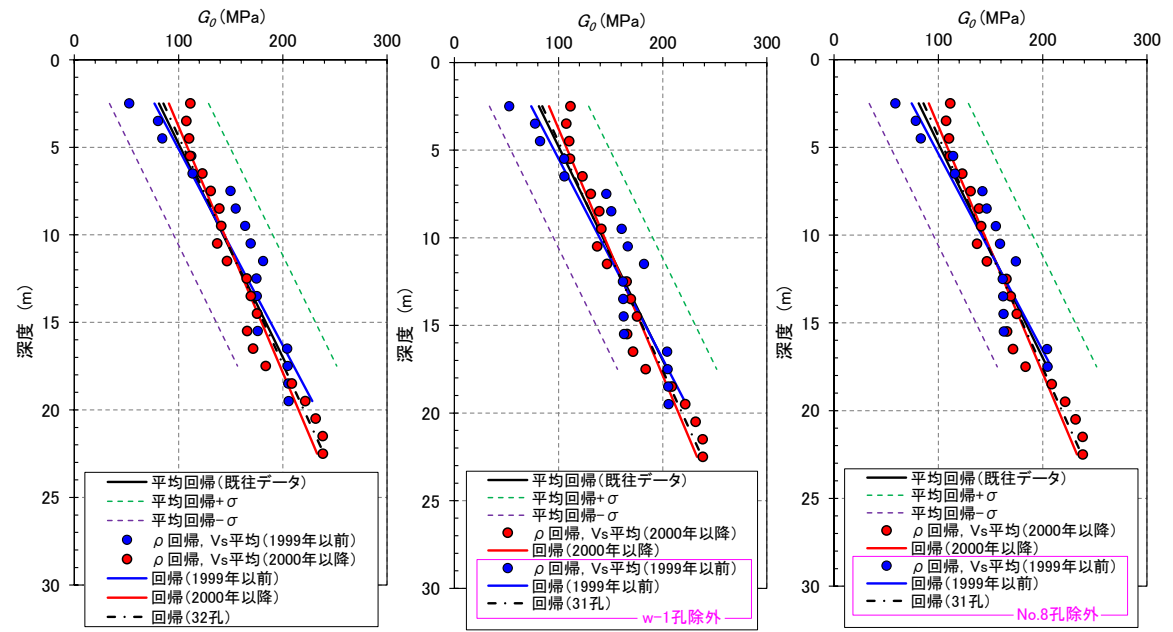 G₀(MPa)
0 100 200 300
0
5
10
15
20
25
30
深度 (m)
平均回帰(既往データ)
平均回帰+σ
平均回帰-σ
ρ回帰, Vs平均(1999年以前)
ρ回帰, Vs平均(2000年以降)
回帰(1999年以前)
回帰(2000年以降)
回帰(32孔)
G₀(MPa)
0 100 200 300
0
5
10
15
20
25
30
深度 (m)
平均回帰(既往データ)
平均回帰+σ
平均回帰-σ
ρ回帰, Vs平均(2000年以降)
回帰(2000年以降)
ρ回帰, Vs平均(1999年以前)
回帰(1999年以前)
回帰(31孔)
w-1孔除外
G₀(MPa)
0 100 200 300
0
5
10
15
20
25
30
深度 (m)
平均回帰(既往データ)
平均回帰+σ
平均回帰-σ
ρ回帰, Vs平均(2000年以降)
回帰(2000年以降)
ρ回帰, Vs平均(1999年以前)
回帰(1999年以前)
回帰(31孔)
No.8孔除外